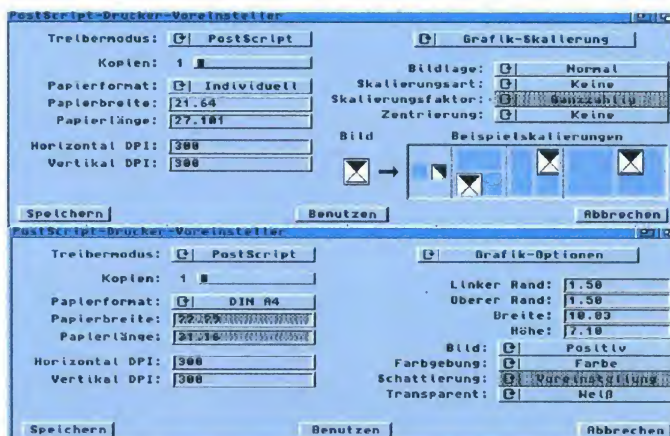 PostScript-Drucker-Voreinsteller
Treibermodus: PostScript
Kopien: 1
Papierformat: Individuell
Papierbreite: 21.64
Papierlänge: 27.101
Horizontal DPI: 300
Vertikal DPI: 300
Grafik-Skalierung
Bildlage: Normal
Skalierungsart: Keine
Skalierungsfaktor: Ganzzahlig
Zentrierung: Keine
Bild Beispielskalierungen
Speichern Benutzen Abbrechen
PostScript-Drucker-Voreinsteller
Treibermodus: PostScript
Kopien: 1
Papierformat: DIN A4
Papierbreite:
Papierlänge:
Horizontal DPI: 300
Vertikal DPI: 300
Grafik-Optionen
Linker Rand: 1.50
Oberer Rand: 1.50
Breite: 10.03
Höhe: 7.10
Bild: Positiv
Farbgebung: Farbe
Schattierung: Voreinstellung
Transparent: Weiß
Speichern Benutzen Abbrechen